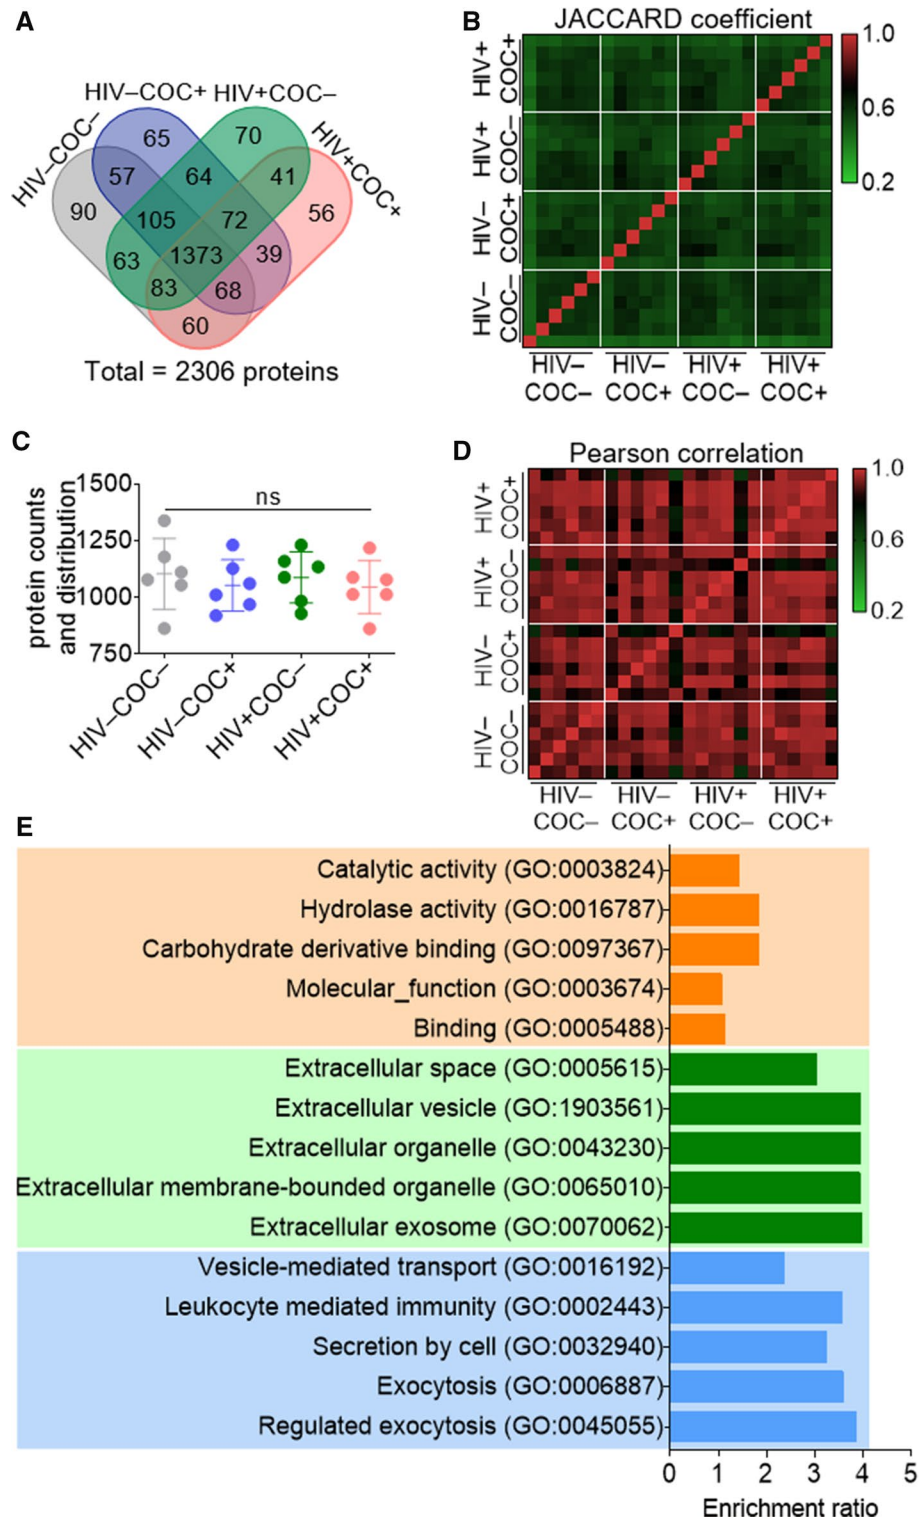 A
HIV–COC+ HIV+COC–
HIV–COC–
HIV+COC+
65
70
57
64
41
90
105
72
56
63
1373
39
83
68
60
Total = 2306 proteins
B
JACCARD coefficient
HIV+
COC+
HIV+
COC–
HIV–
COC+
HIV–
COC–
HIV– HIV– HIV+ HIV+
COC– COC+ COC– COC+
1.0
0.6
0.2
C
protein counts
and distribution
1500
1250
1000
750
ns
HIV–COC–
HIV–COC+
HIV+COC–
HIV+COC+
D
Pearson correlation
HIV+
COC+
HIV+
COC–
HIV–
COC+
HIV–
COC–
HIV– HIV– HIV+ HIV+
COC– COC+ COC– COC+
1.0
0.6
0.2
E
Catalytic activity (GO:0003824)
Hydrolase activity (GO:0016787)
Carbohydrate derivative binding (GO:0097367)
Molecular_function (GO:0003674)
Binding (GO:0005488)
Extracellular space (GO:0005615)
Extracellular vesicle (GO:1903561)
Extracellular organelle (GO:0043230)
Extracellular membrane-bounded organelle (GO:0065010)
Extracellular exosome (GO:0070062)
Vesicle-mediated transport (GO:0016192)
Leukocyte mediated immunity (GO:0002443)
Secretion by cell (GO:0032940)
Exocytosis (GO:0006887)
Regulated exocytosis (GO:0045055)
0 1 2 3 4 5
Enrichment ratio